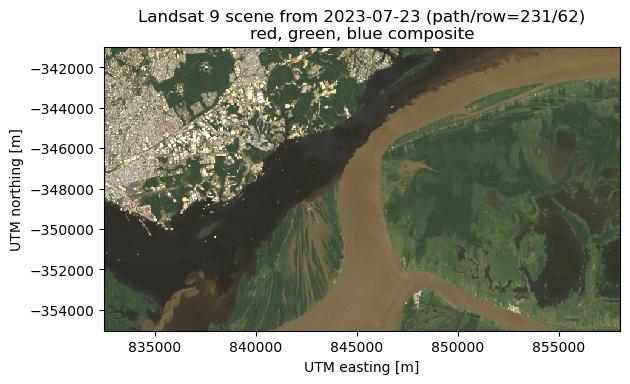 Landsat 9 scene from 2023-07-23 (path/row=231/62)
red, green, blue composite
UTM northing [m]
−342000
−344000
−346000
−348000
−350000
−352000
−354000
835000 840000 845000 850000 855000
UTM easting [m]